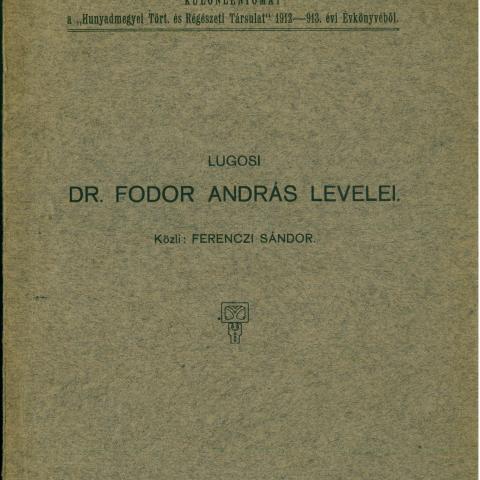 KÜLÖNLENYOMAT
a „Hunyadmegyei Tört. és Régészeti Társulat“ 1912—913. évi Évkönyvéből.
LUGOSI
DR. FODOR ANDRÁS LEVELEI.
Közli: FERENCZI SÁNDOR.